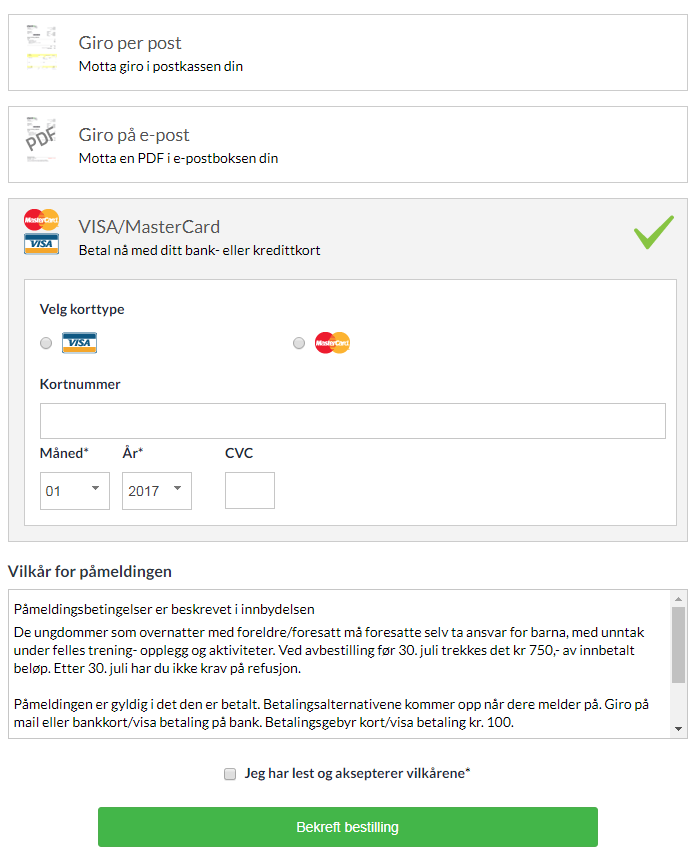 Giro per post
Motta giro i postkassen din
PDF
Giro på e-post
Motta en PDF i e-postboksen din
MasterCard
VISA
VISA/MasterCard
Betal nå med ditt bank- eller kredittkort
Velg korttype
VISA
MasterCard
Kortnummer
Måned* År* CVC
01 2017
Vilkår for påmeldingen
Påmeldingsbetingelser er beskrevet i innbydelsen
De ungdommer som overnatter med foreldre/foresatt må foresatte selv ta ansvar for barna, med unntak
under felles trening- opplegg og aktiviteter. Ved avbestilling før 30. juli trekkes det kr 750,- av innbetalt
beløp. Etter 30. juli har du ikke krav på refusjon.
Påmeldingen er gyldig i det den er betalt. Betalingsalternativene kommer opp når dere melder på. Giro på
mail eller bankkort/visa betaling på bank. Betalingsgebyr kort/visa betaling kr. 100.
Jeg har lest og aksepterer vilkårene*
Bekreft bestilling